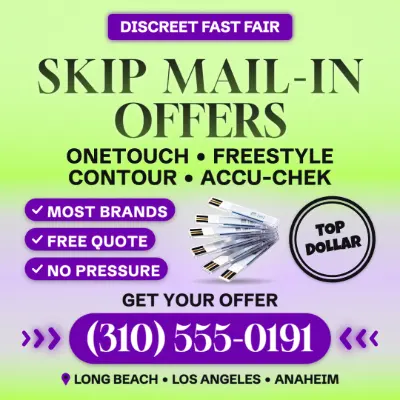 DISCREET FAST FAIR
SKIP MAIL-IN
OFFERS
ONETOUCH • FREESTYLE
CONTOUR • ACCU-CHEK
MOST BRANDS
FREE QUOTE
NO PRESSURE
TOP
DOLLAR
GET YOUR OFFER
(310) 555-0191
LONG BEACH • LOS ANGELES • ANAHEIM